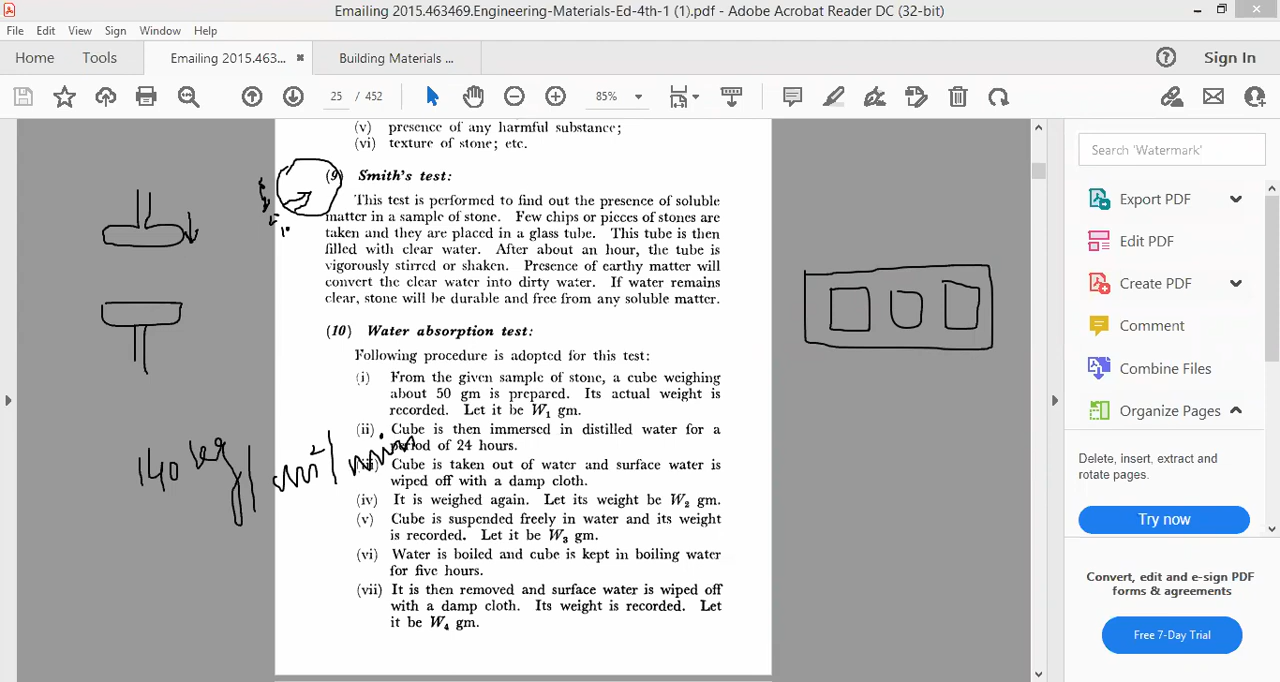 Emailing 2015.463469.Engineering-Materials-Ed-4th-1 (1).pdf - Adobe Acrobat Reader DC (32-bit)
File Edit View Sign Window Help
Home Tools Emailing 2015.463... × Building Materials ... Sign In
25 / 452 85%
(v) presence of any harmful substance;
(vi) texture of stone; etc.
(9) Smith's test:
This test is performed to find out the presence of soluble
matter in a sample of stone. Few chips or pieces of stones are
taken and they are placed in a glass tube. This tube is then
filled with clear water. After about an hour, the tube is
vigorously stirred or shaken. Presence of earthy matter will
convert the clear water into dirty water. If water remains
clear, stone will be durable and free from any soluble matter.
(10) Water absorption test:
Following procedure is adopted for this test:
(i) From the given sample of stone, a cube weighing
about 50 gm is prepared. Its actual weight is
recorded. Let it be W₁ gm.
(ii) Cube is then immersed in distilled water for a
period of 24 hours.
(iii) Cube is taken out of water and surface water is
wiped off with a damp cloth.
(iv) It is weighed again. Let its weight be W₂ gm.
(v) Cube is suspended freely in water and its weight
is recorded. Let it be W₃ gm.
(vi) Water is boiled and cube is kept in boiling water
for five hours.
(vii) It is then removed and surface water is wiped off
with a damp cloth. Its weight is recorded. Let
it be W₄ gm.
140 kg/cm²/min
Search 'Watermark'
Export PDF
Edit PDF
Create PDF
Comment
Combine Files
Organize Pages
Delete, insert, extract and
rotate pages.
Try now
Convert, edit and e-sign PDF
forms & agreements
Free 7-Day Trial